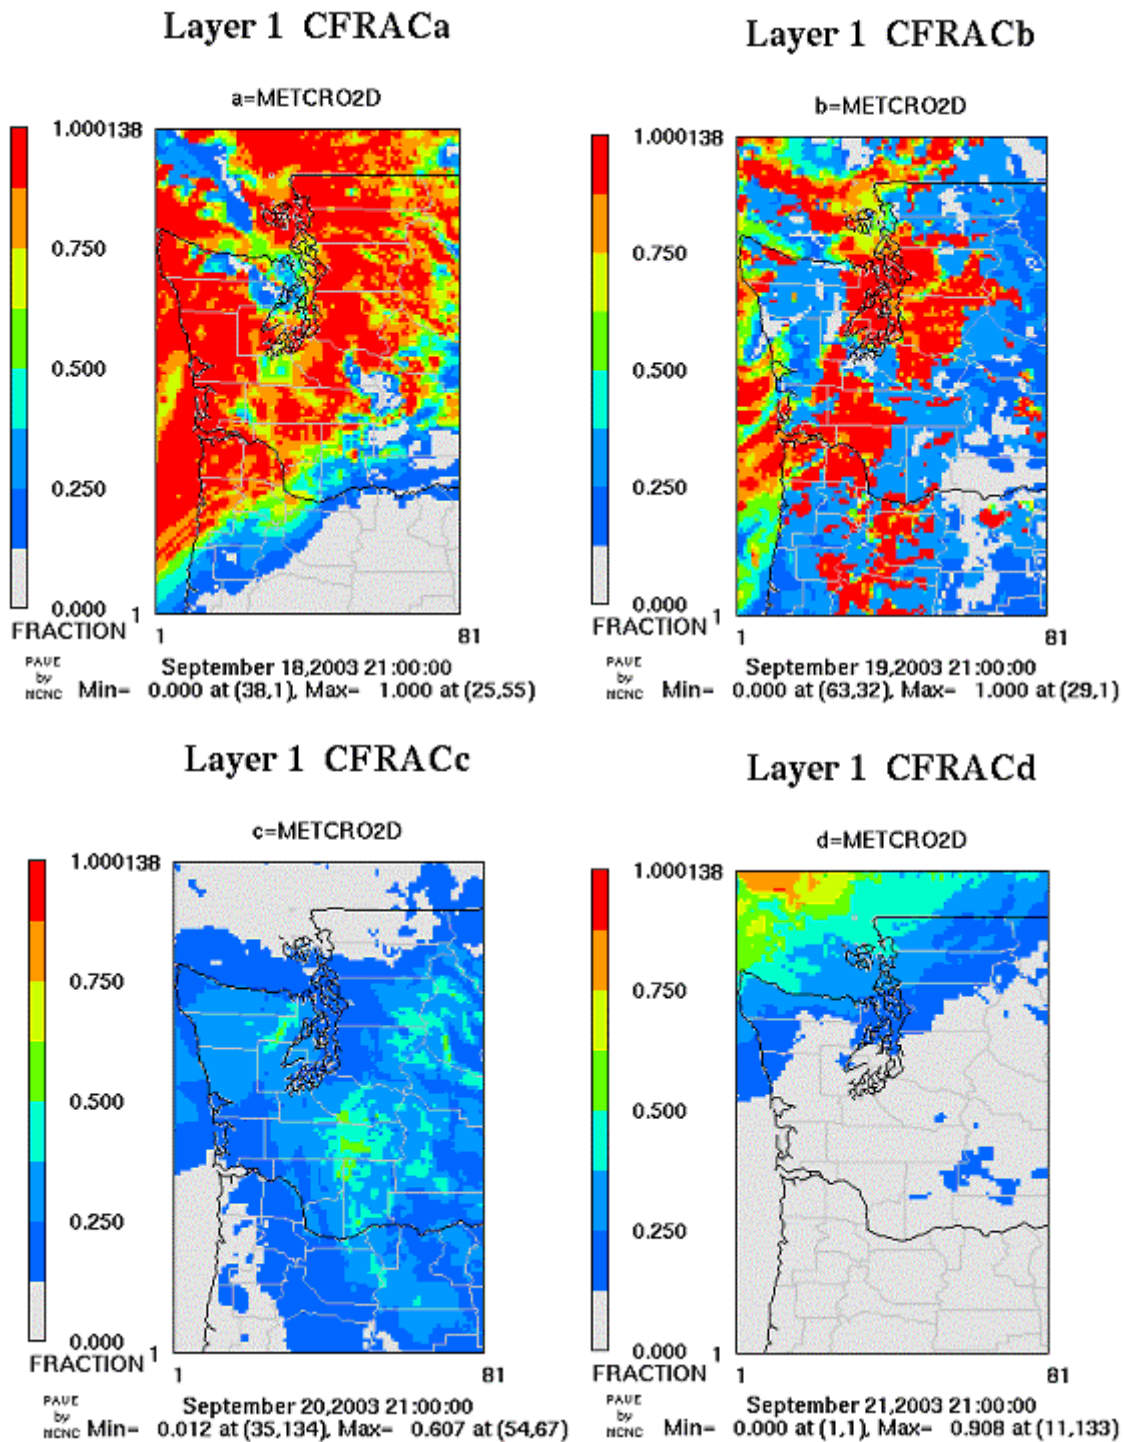 Layer 1 CFRACa
a=METCRO2D
1.000
138
0.750
0.500
0.250
0.000
1
FRACTION
1
81
PAVE
by
MCNC
September 18,2003 21:00:00
Min= 0.000 at (38,1), Max= 1.000 at (25,55)
Layer 1 CFRACb
b=METCRO2D
1.000
138
0.750
0.500
0.250
0.000
1
FRACTION
1
81
PAVE
by
MCNC
September 19,2003 21:00:00
Min= 0.000 at (63,32), Max= 1.000 at (29,1)
Layer 1 CFRACc
c=METCRO2D
1.000
138
0.750
0.500
0.250
0.000
1
FRACTION
1
81
PAVE
by
MCNC
September 20,2003 21:00:00
Min= 0.012 at (35,134), Max= 0.607 at (54,67)
Layer 1 CFRACd
d=METCRO2D
1.000
138
0.750
0.500
0.250
0.000
1
FRACTION
1
81
PAVE
by
MCNC
September 21,2003 21:00:00
Min= 0.000 at (1,1), Max= 0.908 at (11,133)